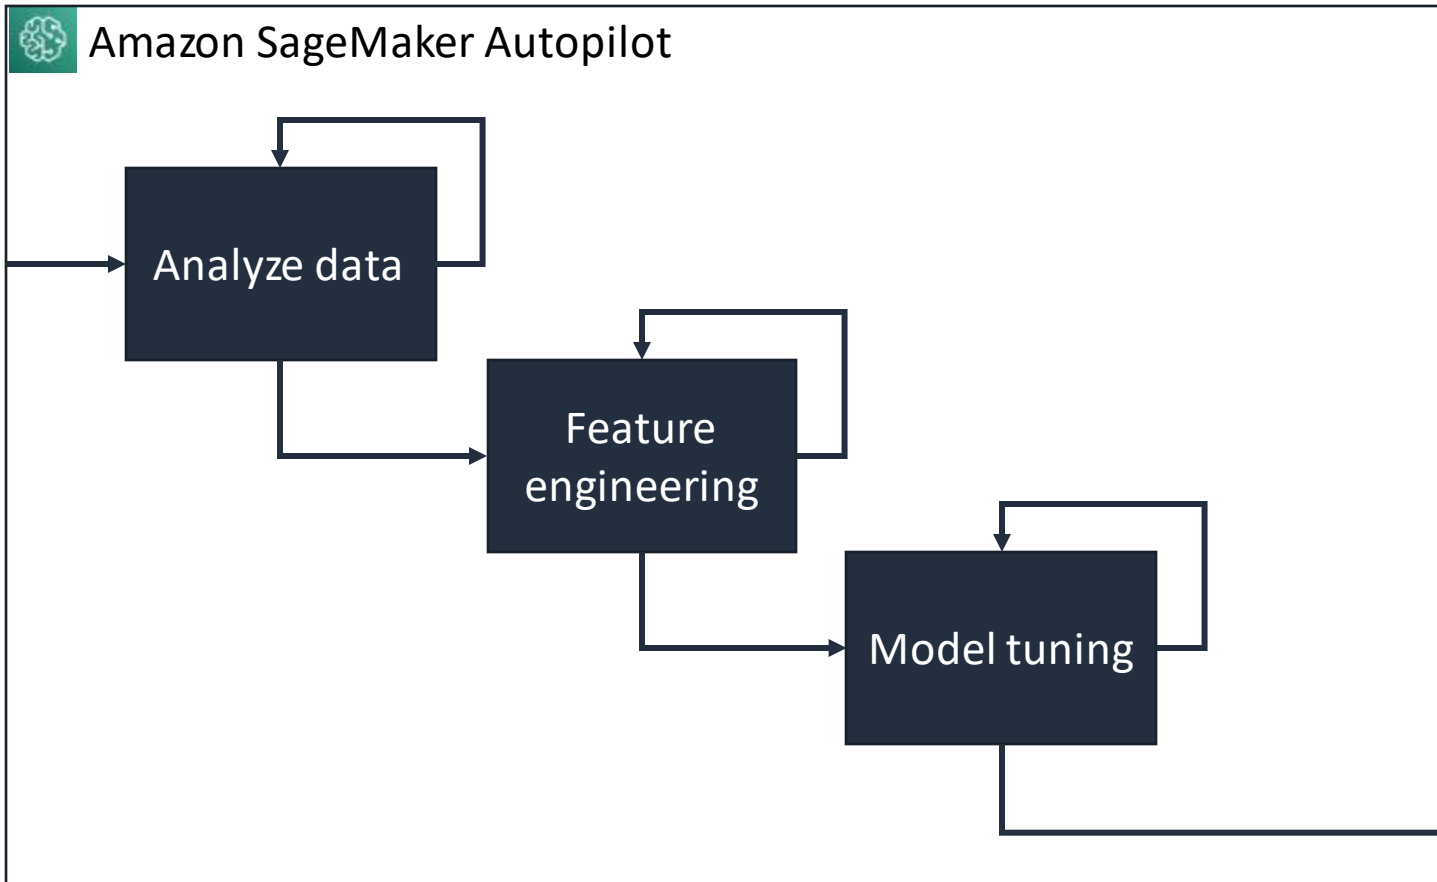 Amazon SageMaker Autopilot
Analyze data
Feature
engineering
Model tuning